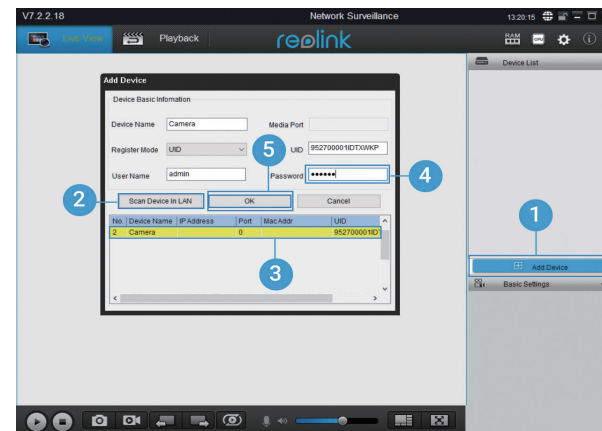 V7.2.2.18 Network Surveillance 13:20:15
Live View Playback reolink RAM CPU
Device List
Add Device
Device Basic Infomation
Device Name Camera Media Port
Register Mode UID UID 952700001IDTXWKP
User Name admin Password ●●●●●●
Scan Device In LAN OK Cancel
No. Device Name IP Address Port Mac Addr UID
2 Camera 0 952700001ID
Add Device
Basic Settings
1
2
3
4
5